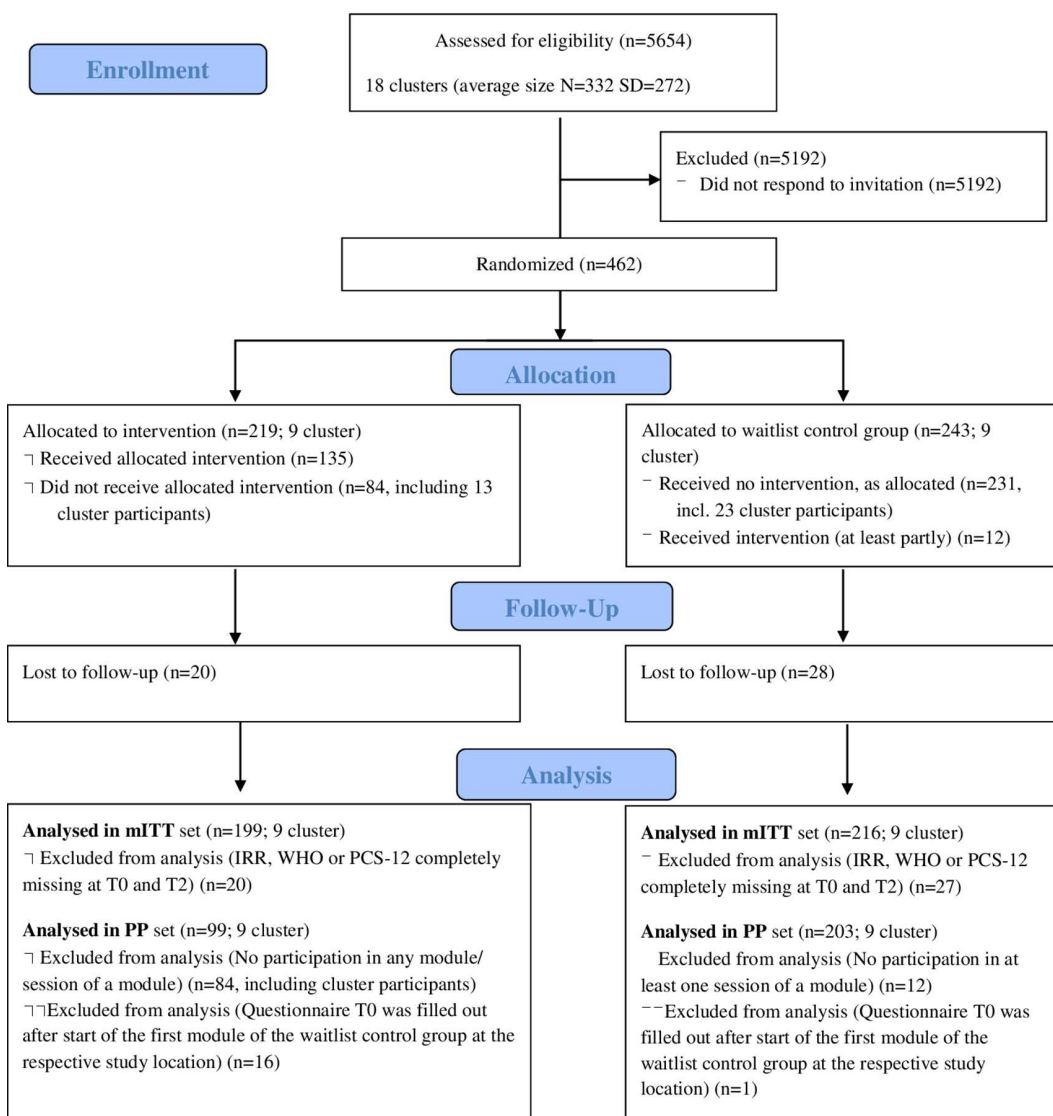 Assessed for eligibility (n=5654)
Enrollment
18 clusters (average size N=332 SD=272)
Excluded (n=5192)
– Did not respond to invitation (n=5192)
Randomized (n=462)
Allocation
Allocated to intervention (n=219; 9 cluster)
¬ Received allocated intervention (n=135)
¬ Did not receive allocated intervention (n=84, including 13
cluster participants)
Allocated to waitlist control group (n=243; 9
cluster)
– Received no intervention, as allocated (n=231,
incl. 23 cluster participants)
– Received intervention (at least partly) (n=12)
Follow-Up
Lost to follow-up (n=20)
Lost to follow-up (n=28)
Analysis
Analysed in mITT set (n=199; 9 cluster)
¬ Excluded from analysis (IRR, WHO or PCS-12 completely
missing at T0 and T2) (n=20)
Analysed in PP set (n=99; 9 cluster)
¬ Excluded from analysis (No participation in any module/
session of a module) (n=84, including cluster participants)
¬¬Excluded from analysis (Questionnaire T0 was filled out
after start of the first module of the waitlist control group at the
respective study location) (n=16)
Analysed in mITT set (n=216; 9 cluster)
– Excluded from analysis (IRR, WHO or PCS-12
completely missing at T0 and T2) (n=27)
Analysed in PP set (n=203; 9 cluster)
Excluded from analysis (No participation in at
least one session of a module) (n=12)
––Excluded from analysis (Questionnaire T0 was
filled out after start of the first module of the
waitlist control group at the respective study
location) (n=1)